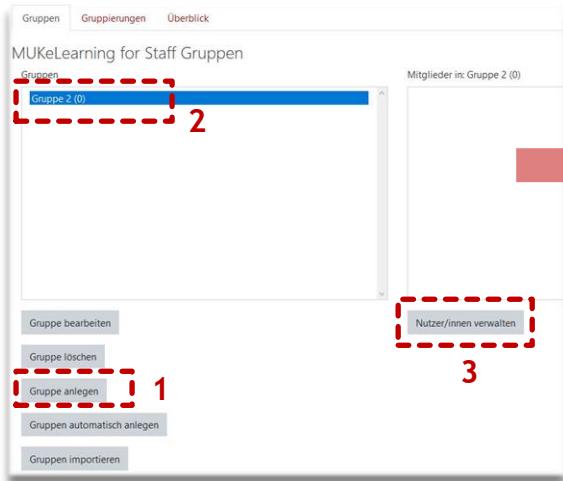 Gruppen Gruppierungen Überblick
MUKeLearning for Staff Gruppen
Gruppen
Mitglieder in: Gruppe 2 (0)
Gruppe 2 (0)
2
Gruppe bearbeiten
Nutzer/innen verwalten
3
Gruppe löschen
Gruppe anlegen
1
Gruppen automatisch anlegen
Gruppen importieren